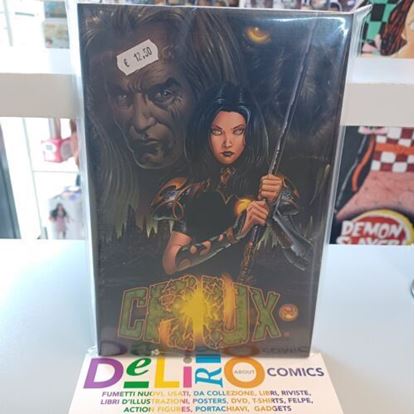 € 12,50
CRUX
DEMON
SLAYER
DeLiRiO
ABOUT
COMICS
FUMETTI NUOVI, USATI, DA COLLEZIONE, LIBRI, RIVISTE,
LIBRI D'ILLUSTRAZIONI, POSTERS, DVD, T-SHIRTS, FELPE,
ACTION FIGURES, PORTACHIAVI, GADGETS